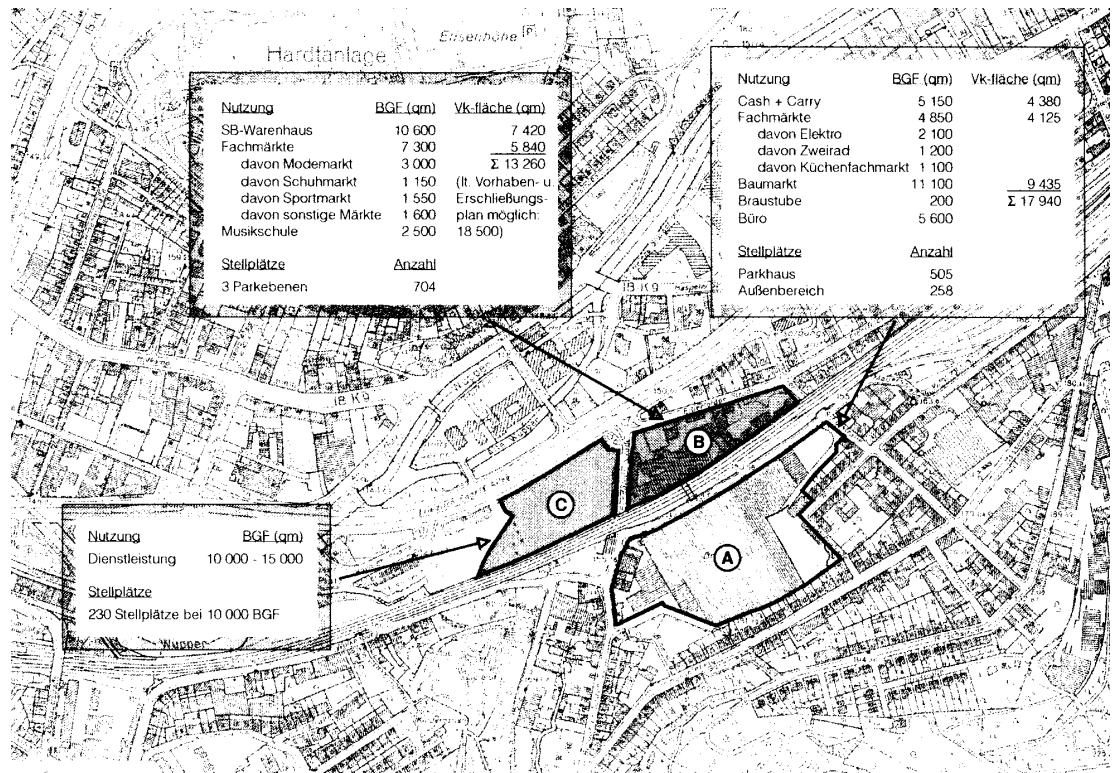 Elisenhöhe [P]
Hardtanlage
Nutzung BGF (qm) Vk-fläche (qm)
SB-Warenhaus 10 600 7 420
Fachmärkte 7 300 5 840
davon Modemarkt 3 000 Σ 13 260
davon Schuhmarkt 1 150 (lt. Vorhaben- u.
davon Sportmarkt 1 550 Erschließungs-
davon sonstige Märkte 1 600 plan möglich:
Musikschule 2 500 18 500)
Stellplätze Anzahl
3 Parkebenen 704
Nutzung BGF (qm) Vk-fläche (qm)
Cash + Carry 5 150 4 380
Fachmärkte 4 850 4 125
davon Elektro 2 100
davon Zweirad 1 200
davon Küchenfachmarkt 1 100
Baumarkt 11 100 9 435
Braustube 200 Σ 17 940
Büro 5 600
Stellplätze Anzahl
Parkhaus 505
Außenbereich 258
IB K9
IB K9
B
C
A
Nutzung BGF (qm)
Dienstleistung 10 000 - 15 000
Stellplätze
230 Stellplätze bei 10 000 BGF
Wupper